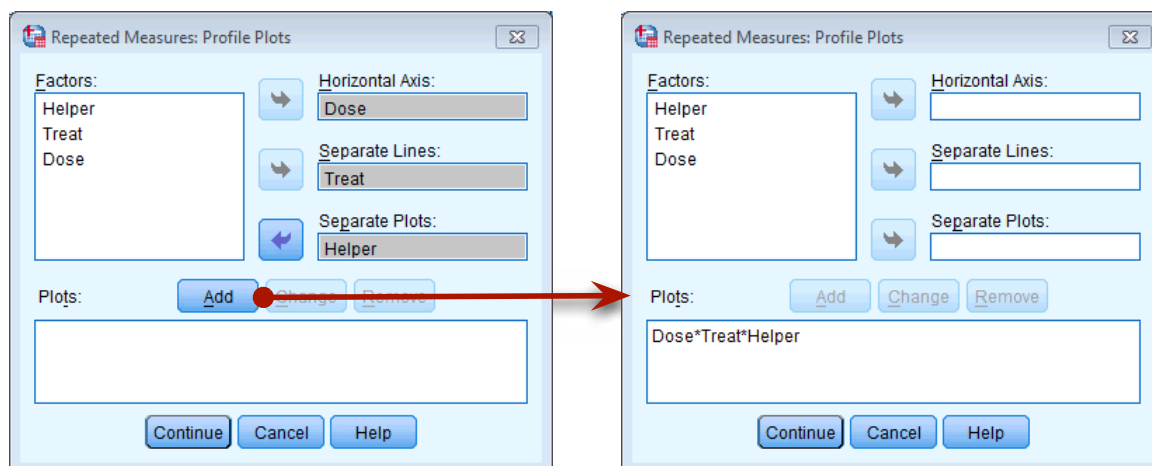 Repeated Measures: Profile Plots
Factors:
Helper
Treat
Dose
Horizontal Axis:
Dose
Separate Lines:
Treat
Separate Plots:
Helper
Plots:
Add
Change
Remove
Continue
Cancel
Help
Repeated Measures: Profile Plots
Factors:
Helper
Treat
Dose
Horizontal Axis:
Separate Lines:
Separate Plots:
Plots:
Add
Change
Remove
Dose*Treat*Helper
Continue
Cancel
Help